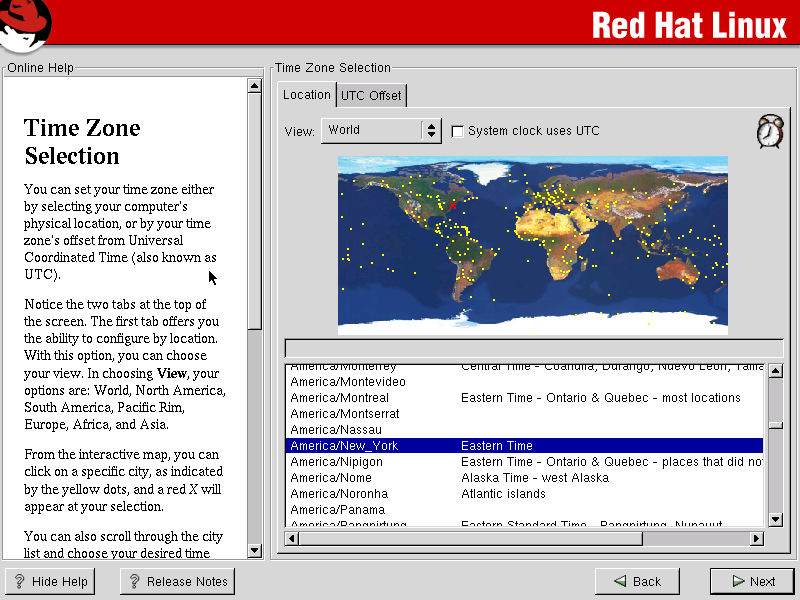 Red Hat Linux
Online Help
Time Zone
Selection
You can set your time zone either
by selecting your computer's
physical location, or by your time
zone's offset from Universal
Coordinated Time (also known as
UTC).
Notice the two tabs at the top of
the screen. The first tab offers you
the ability to configure by location.
With this option, you can choose
your view. In choosing View, your
options are: World, North America,
South America, Pacific Rim,
Europe, Africa, and Asia.
From the interactive map, you can
click on a specific city, as indicated
by the yellow dots, and a red X will
appear at your selection.
You can also scroll through the city
list and choose your desired time
Time Zone Selection
Location UTC Offset
View: World System clock uses UTC
America/Monterrey Central Time - Coahuila, Durango, Nuevo Leon, Tama
America/Montevideo
America/Montreal Eastern Time - Ontario & Quebec - most locations
America/Montserrat
America/Nassau
America/New_York Eastern Time
America/Nipigon Eastern Time - Ontario & Quebec - places that did no
America/Nome Alaska Time - west Alaska
America/Noronha Atlantic islands
America/Panama
America/Pangnirtung Eastern Standard Time - Pangnirtung, Nunavut
Hide Help Release Notes Back Next